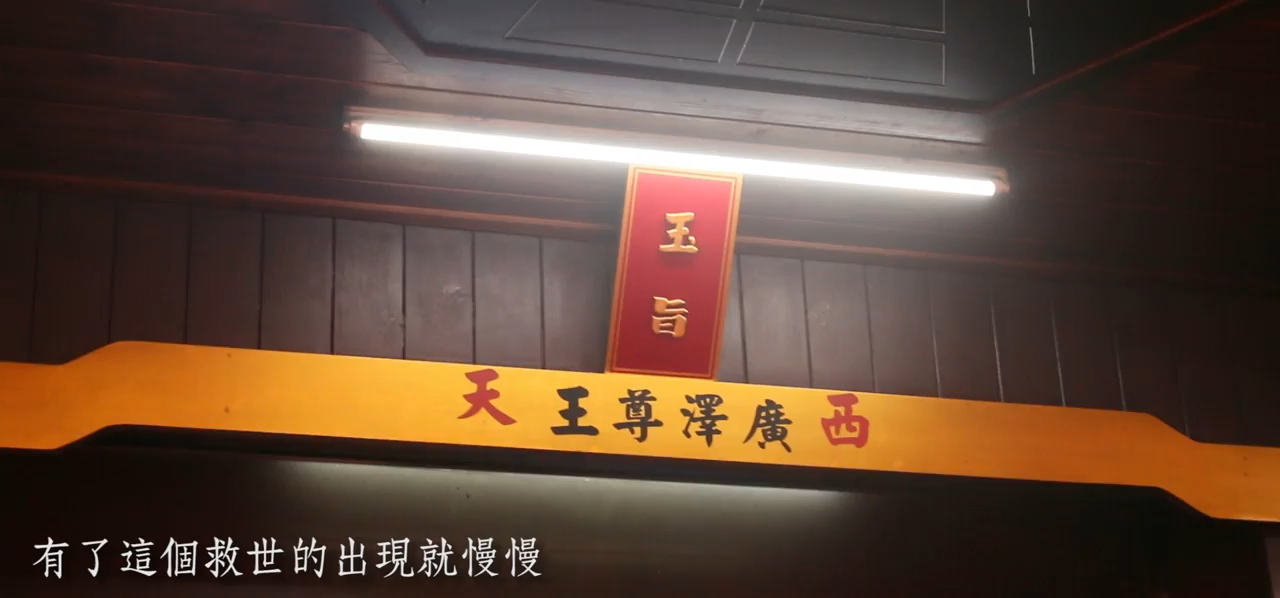 玉旨
西廣澤尊王天
有了這個救世的出現就慢慢